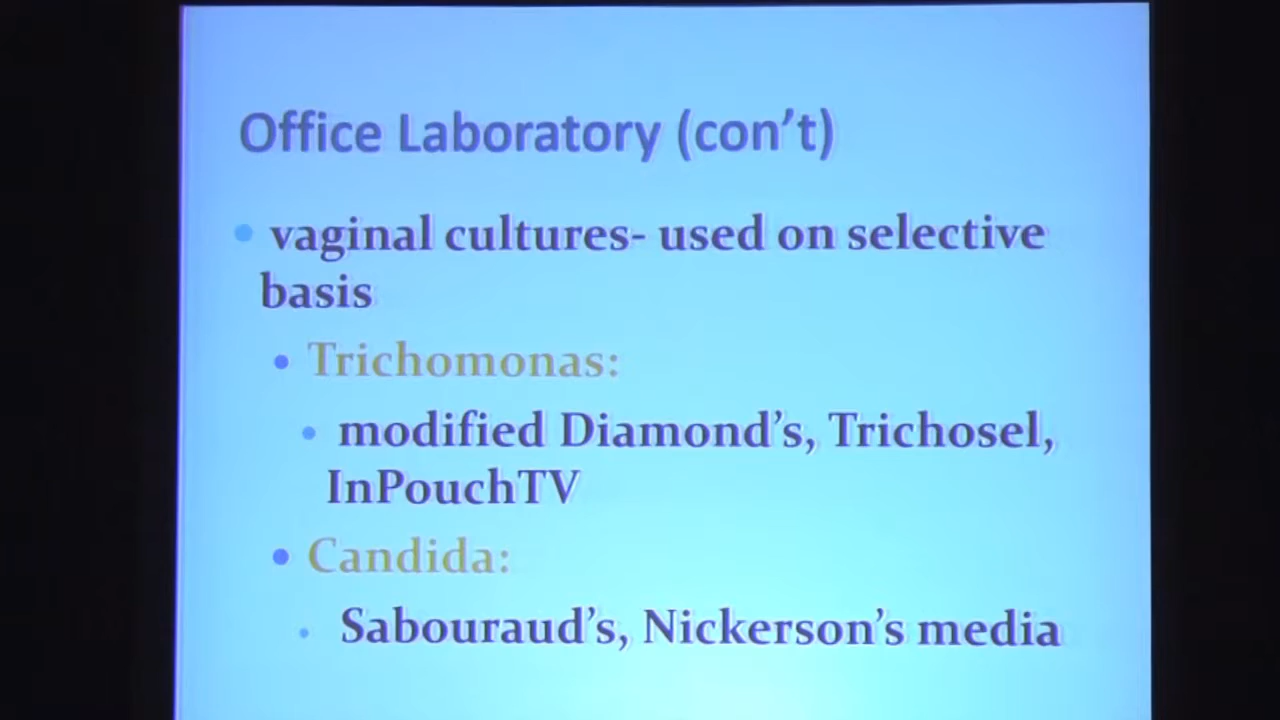 Office Laboratory (con't)
vaginal cultures- used on selective
basis
Trichomonas:
modified Diamond's, Trichosel,
InPouchTV
Candida:
Sabouraud's, Nickerson's media